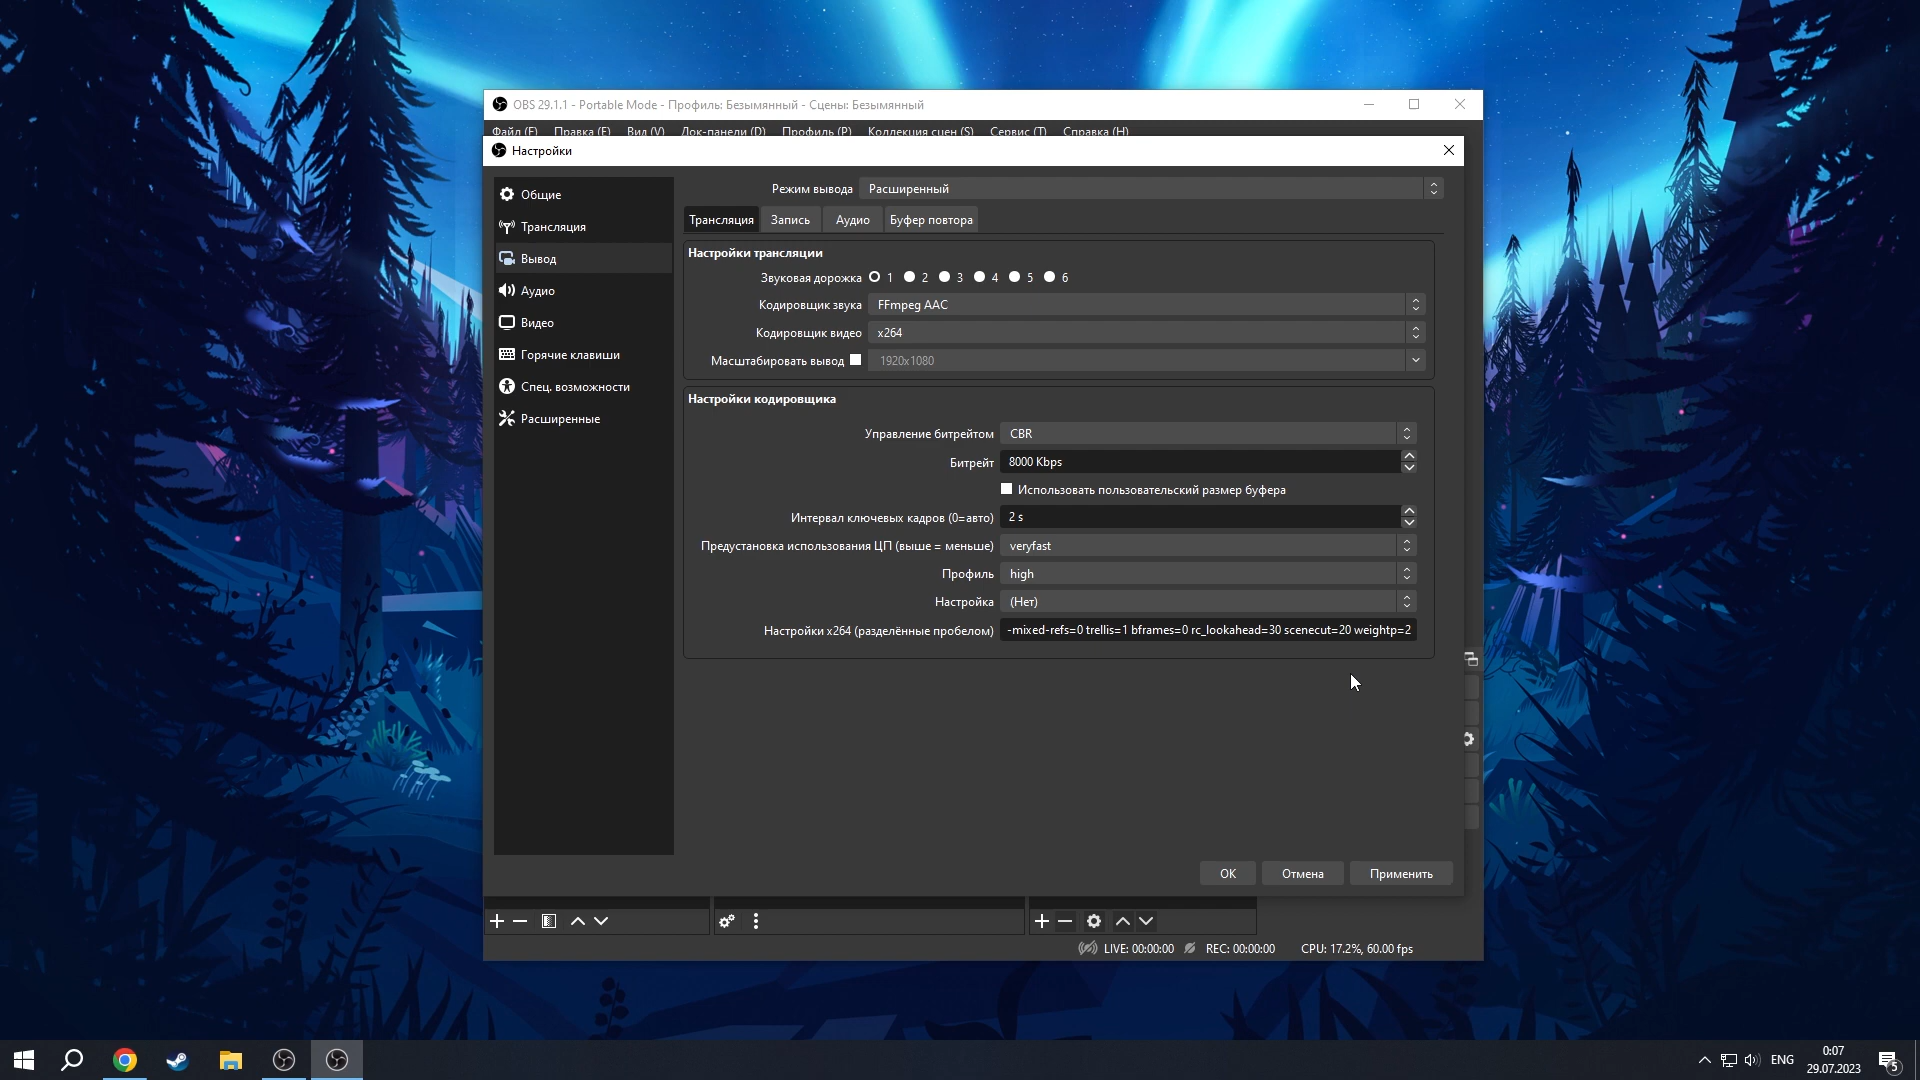 OBS 29.1.1 - Portable Mode - Профиль: Безымянный - Сцены: Безымянный
Файл (F) Правка (E) Вид (V) Док-панели (D) Профиль (P) Коллекция сцен (S) Сервис (T) Справка (H)
Настройки
Общие
Трансляция
Вывод
Аудио
Видео
Горячие клавиши
Спец. возможности
Расширенные
Режим вывода Расширенный
Трансляция Запись Аудио Буфер повтора
Настройки трансляции
Звуковая дорожка 1 2 3 4 5 6
Кодировщик звука FFmpeg AAC
Кодировщик видео x264
Масштабировать вывод 1920x1080
Настройки кодировщика
Управление битрейтом CBR
Битрейт 8000 Kbps
Использовать пользовательский размер буфера
Интервал ключевых кадров (0=авто) 2 s
Предустановка использования ЦП (выше = меньше) veryfast
Профиль high
Настройка (Нет)
Настройки x264 (разделённые пробелом) -mixed-refs=0 trellis=1 bframes=0 rc_lookahead=30 scenecut=20 weightp=2
OK Отмена Применить
LIVE: 00:00:00 REC: 00:00:00 CPU: 17.2%, 60.00 fps
ENG
0:07
29.07.2023
5